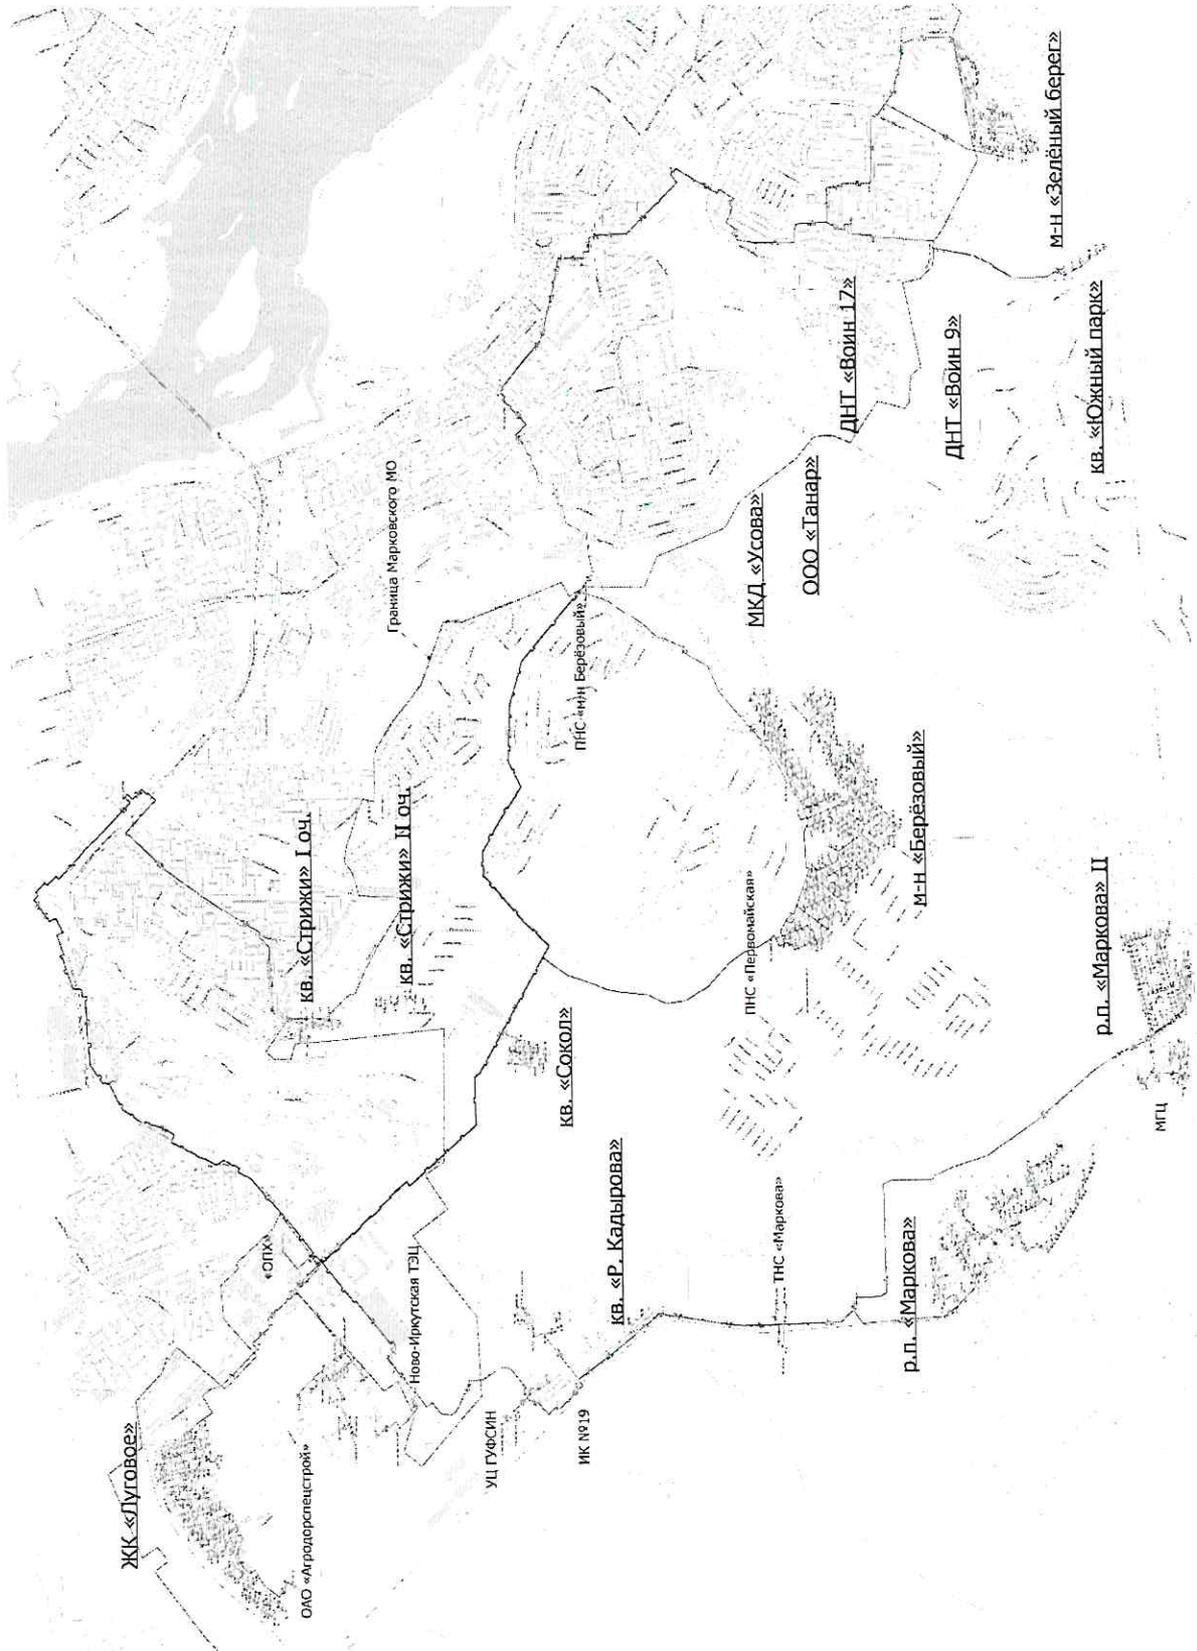 ЖК «Луговое»
ОАО «Агродорспецстрой»
«ОПХ»
Ново-Иркутская ТЭЦ
УЦ ГУФСИН
ИК №19
кв. «Р. Кадырова»
ТНС «Маркова»
р.п. «Маркова»
МГЦ
р.п. «Маркова» II
кв. «Стрижи» I оч.
кв. «Стрижи» II оч.
кв. «Сокол»
ПНС «Первомайская»
м-н «Берёзовый»
Граница Марковского МО
ПНС «м/н Берёзовый»
МКД «Усова»
ООО «Танар»
ДНТ «Воин 17»
ДНТ «Воин 9»
кв. «Южный парк»
м-н «Зелёный берег»